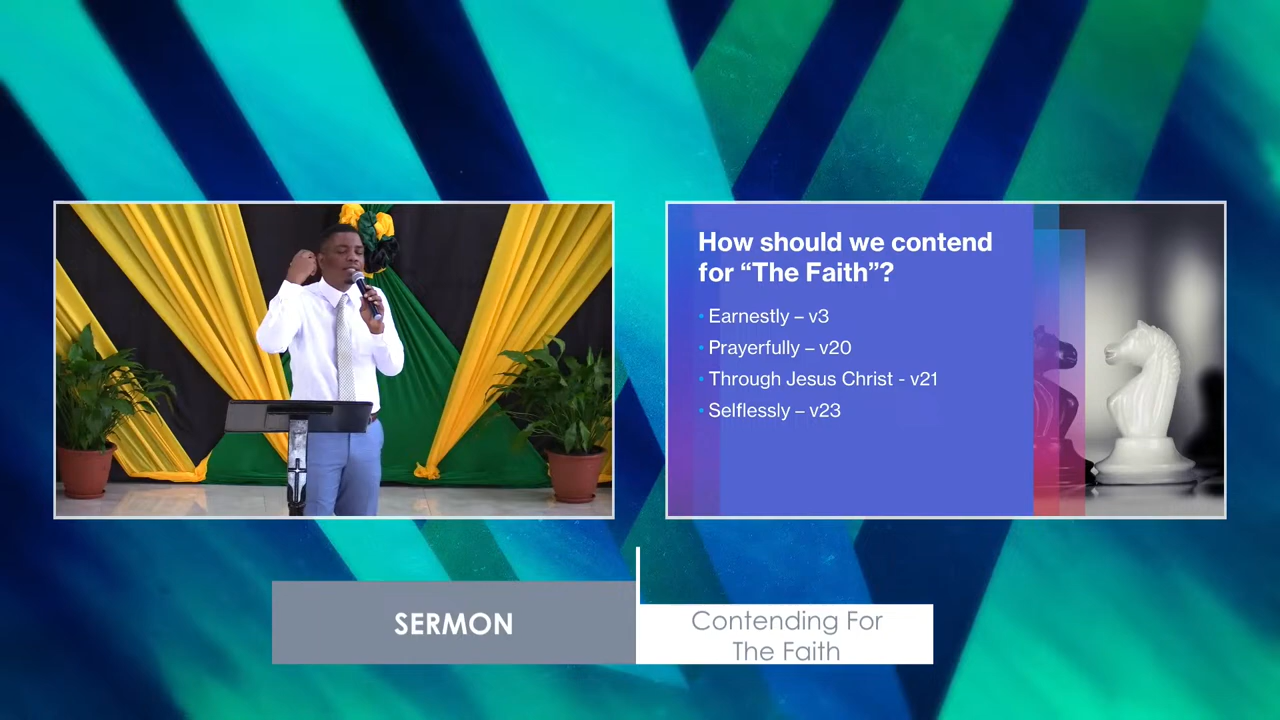 How should we contend
for “The Faith”?
• Earnestly – v3
• Prayerfully – v20
• Through Jesus Christ - v21
• Selflessly – v23
SERMON
Contending For
The Faith